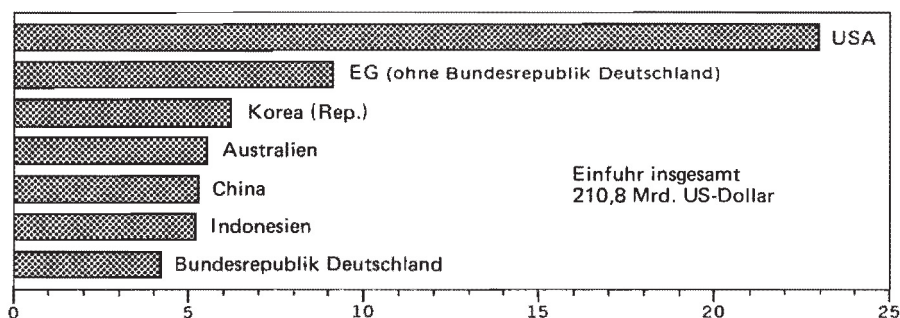 USA
EG (ohne Bundesrepublik Deutschland)
Korea (Rep.)
Australien
China
Indonesien
Bundesrepublik Deutschland
Einfuhr insgesamt
210,8 Mrd. US-Dollar
0 5 10 15 20 25